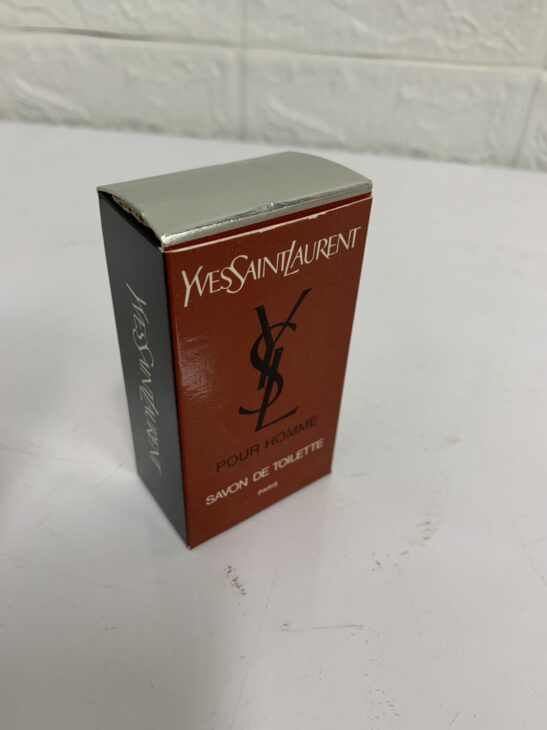 YVESSAINTLAURENT
YSL
POUR HOMME
SAVON DE TOILETTE
PARIS
YVESSAINTLAURENT